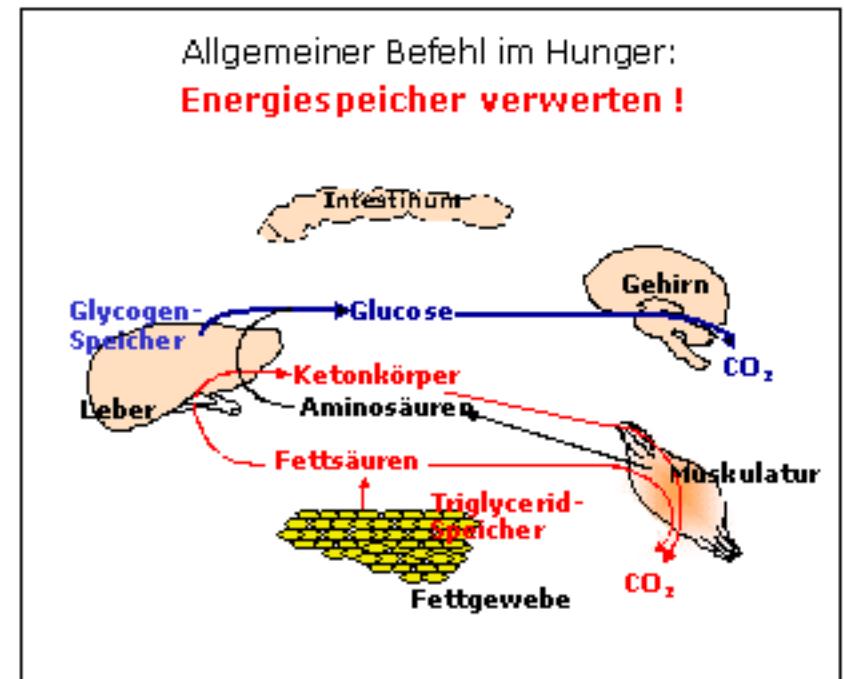 Allgemeiner Befehl im Hunger:
Energiespeicher verwerten !
Intestinum
Gehirn
Glycogen-
Speicher
Glucose
CO₂
Ketonkörper
Leber
Aminosäuren
Fettsäuren
Muskulatur
Triglycerid-
Speicher
CO₂
Fettgewebe